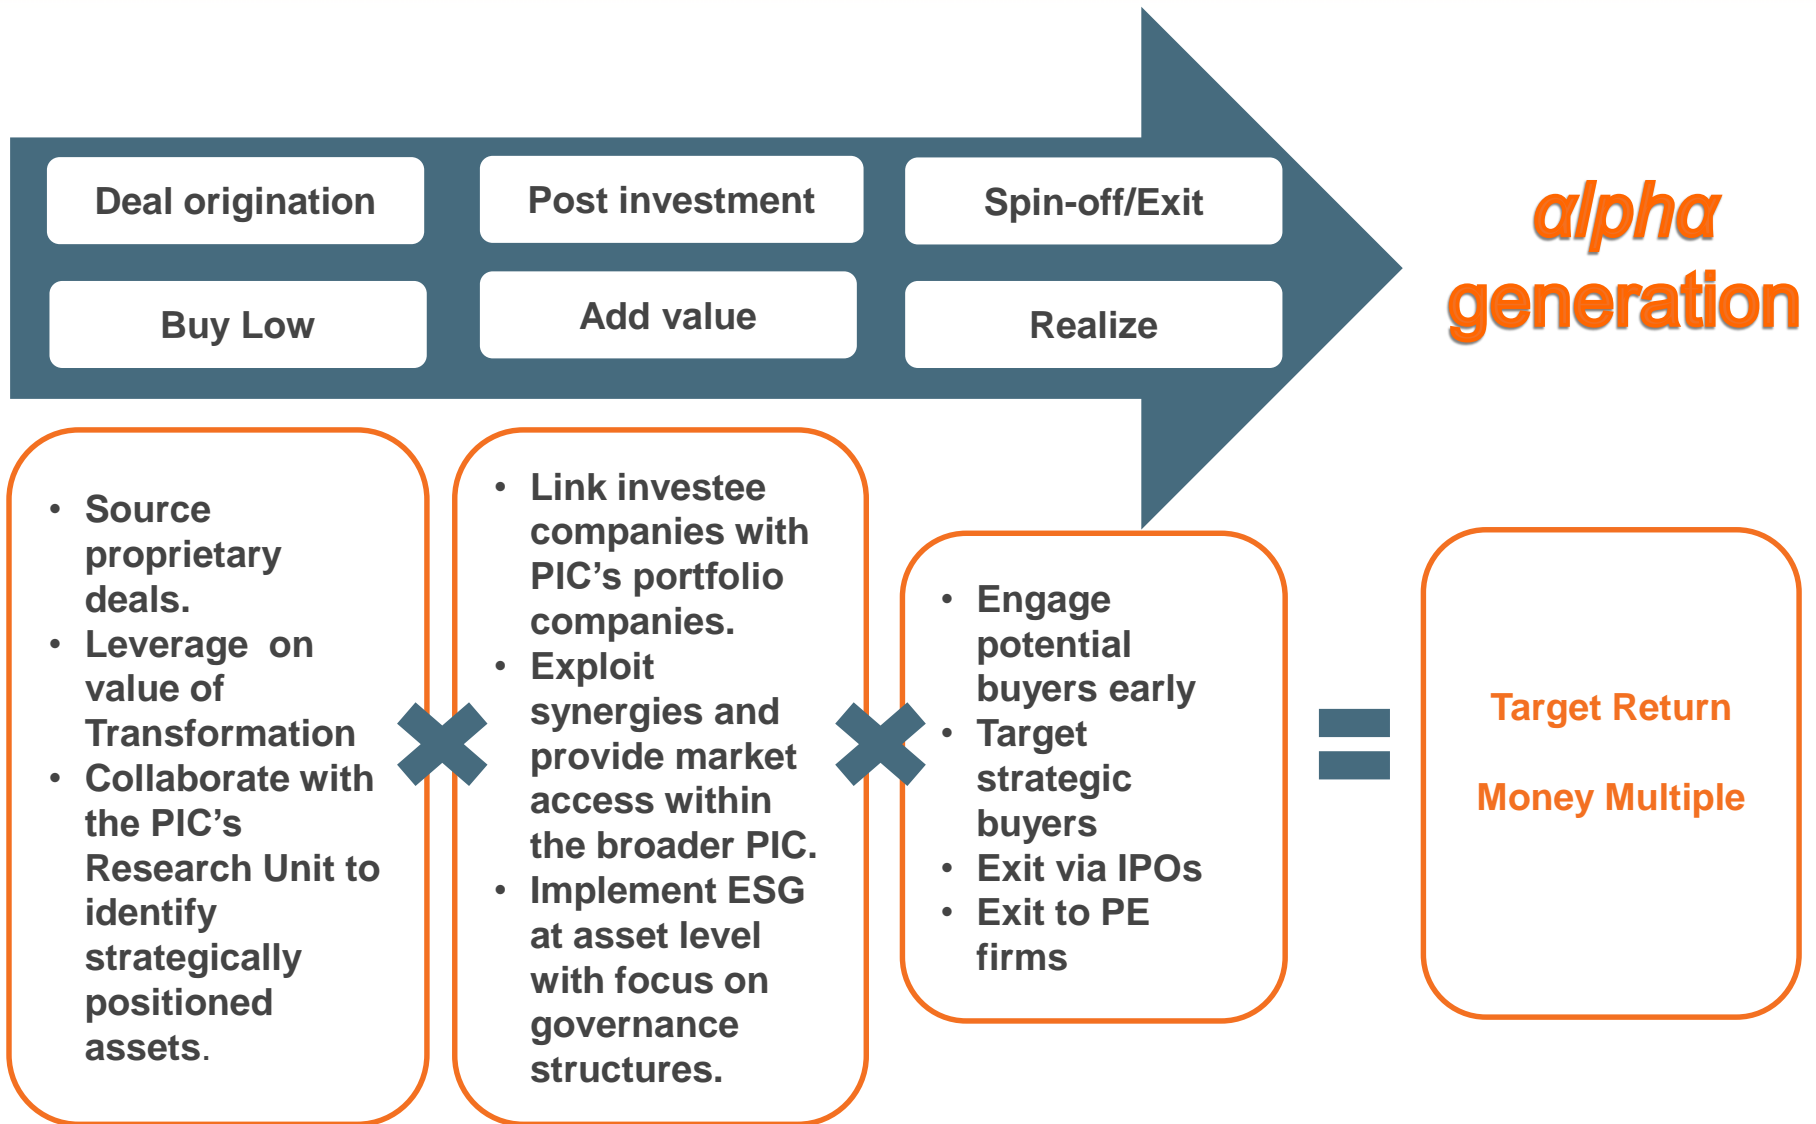 Deal origination
Post investment
Spin-off/Exit
Buy Low
Add value
Realize
αlphα
generation
• Source
proprietary
deals.
• Leverage  on
value of
Transformation
• Collaborate with
the PIC’s
Research Unit to
identify
strategically
positioned
assets.
• Link investee
companies with
PIC’s portfolio
companies.
• Exploit
synergies and
provide market
access within
the broader PIC.
• Implement ESG
at asset level
with focus on
governance
structures.
• Engage
potential
buyers early
• Target
strategic
buyers
• Exit via IPOs
• Exit to PE
firms
Target Return
Money Multiple